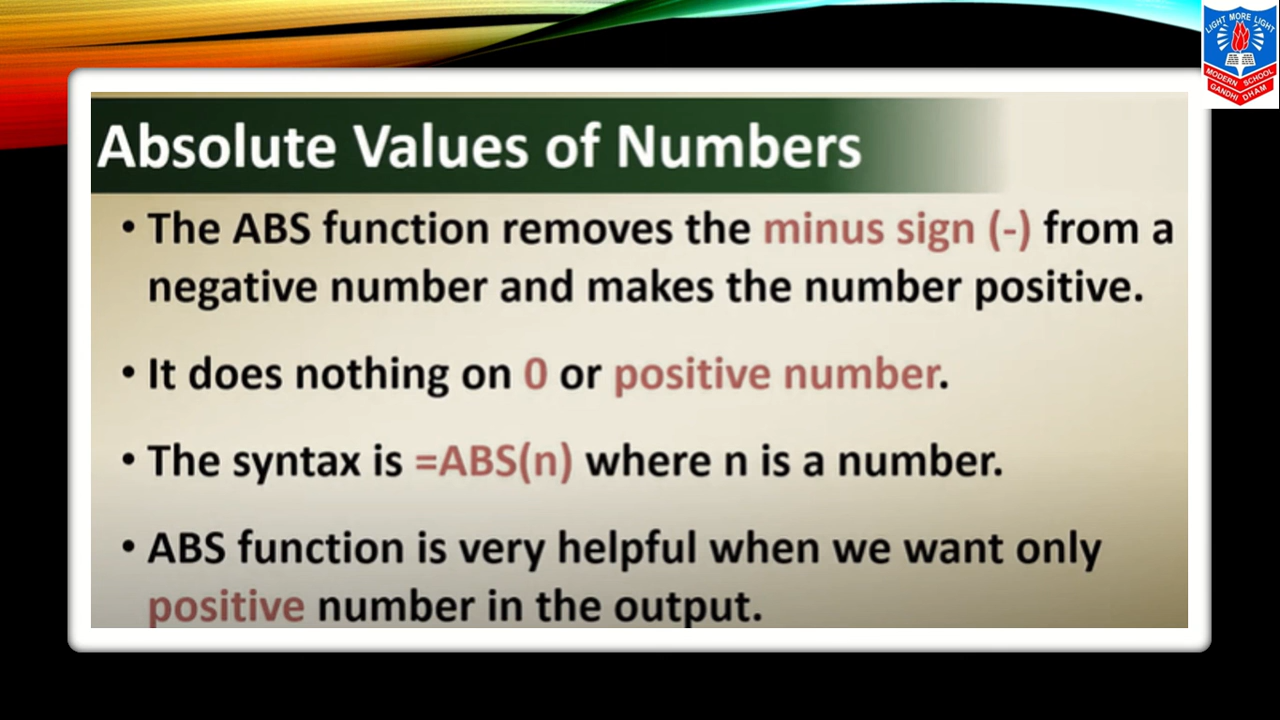 LIGHT MORE LIGHT
MODERN SCHOOL
GANDHI DHAM
Absolute Values of Numbers
• The ABS function removes the minus sign (-) from a
negative number and makes the number positive.
• It does nothing on 0 or positive number.
• The syntax is =ABS(n) where n is a number.
• ABS function is very helpful when we want only
positive number in the output.